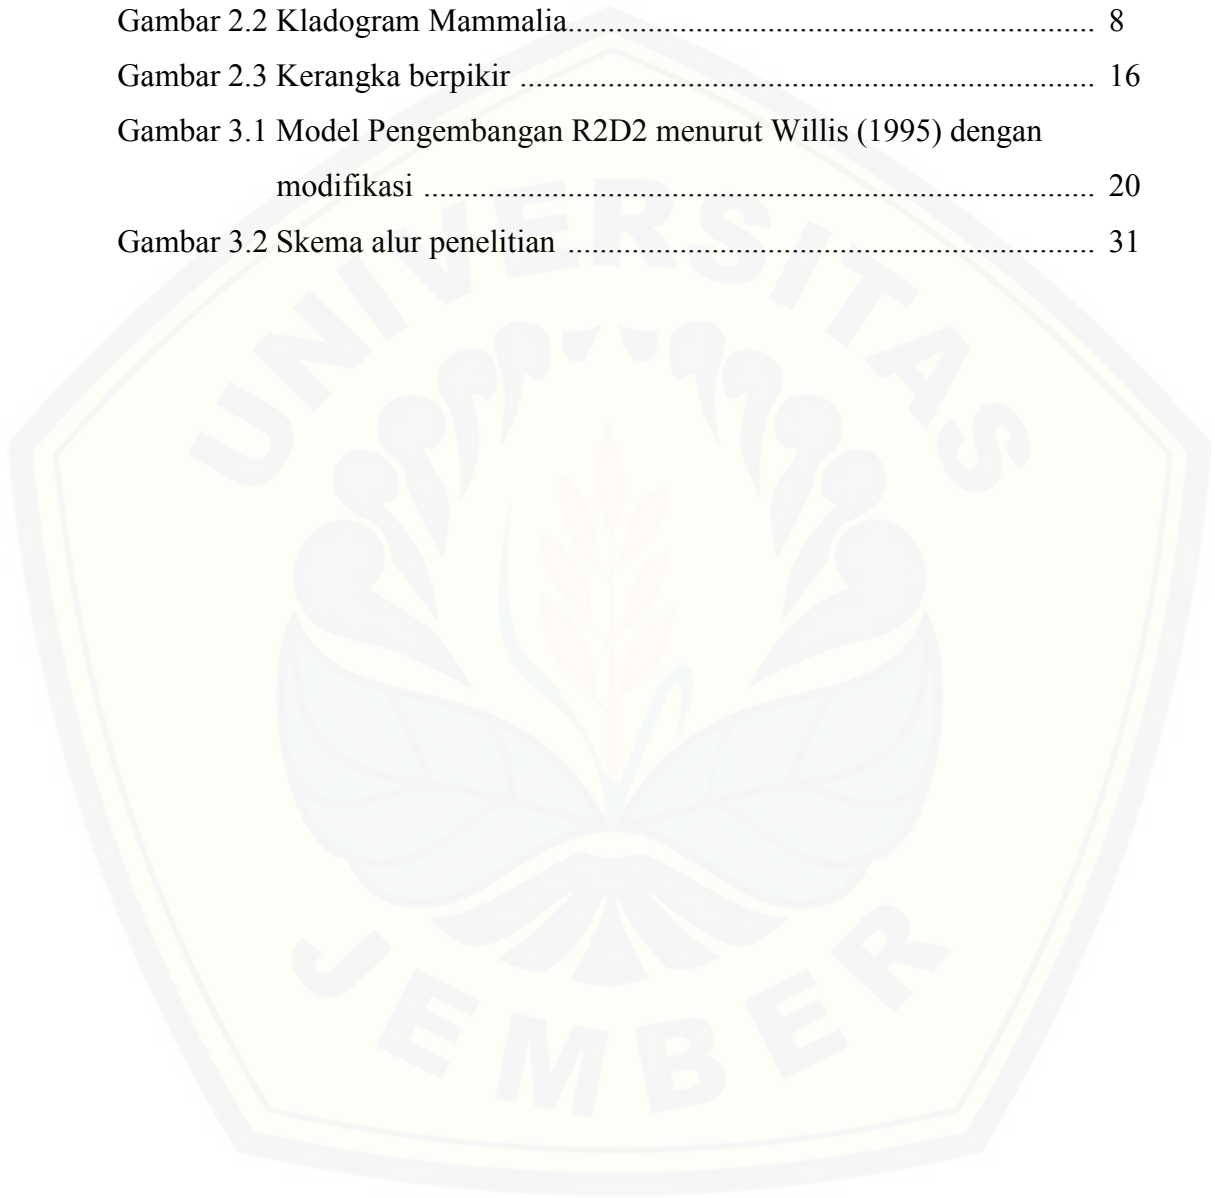 Gambar 2.2 Kladogram Mammalia.................................................................. 8
Gambar 2.3 Kerangka berpikir ........................................................................ 16
Gambar 3.1 Model Pengembangan R2D2 menurut Willis (1995) dengan
modifikasi .................................................................................... 20
Gambar 3.2 Skema alur penelitian .................................................................. 31
UNIVERSITAS
JEMBER